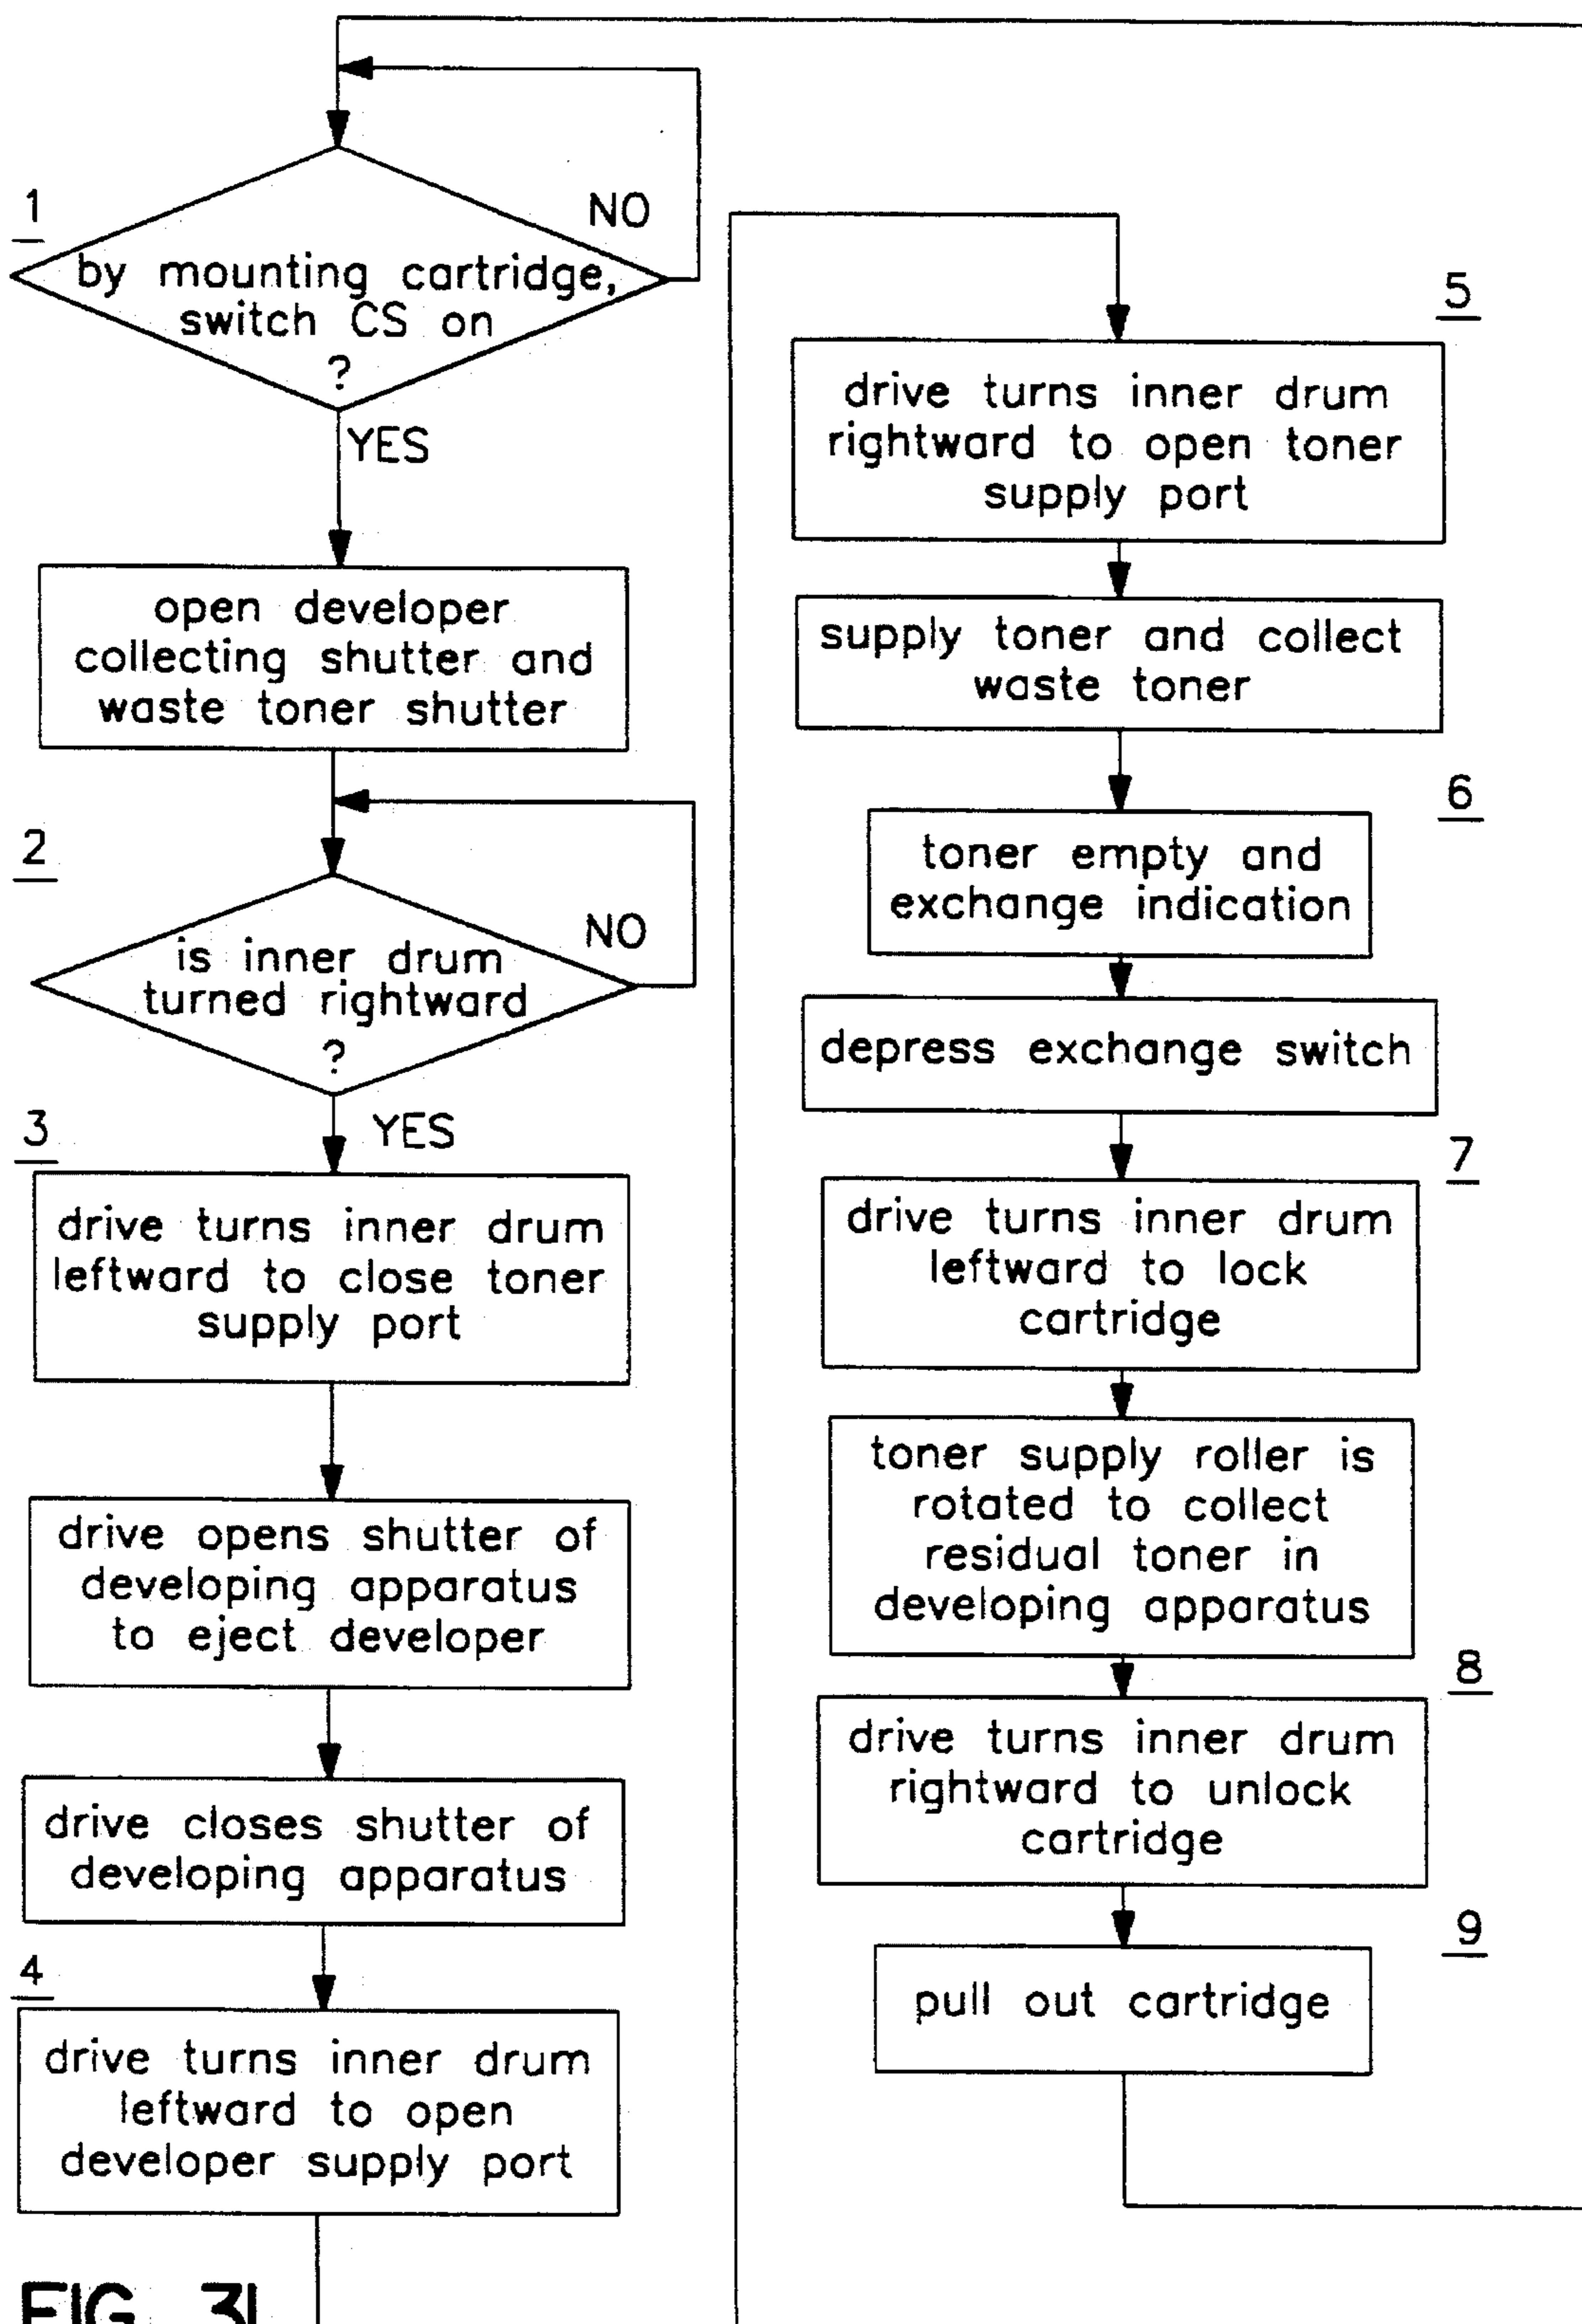 1
NO
by mounting cartridge,
switch CS on
?
YES
open developer
collecting shutter and
waste toner shutter
2
NO
is inner drum
turned rightward
?
YES
3
drive turns inner drum
leftward to close toner
supply port
drive opens shutter of
developing apparatus
to eject developer
drive closes shutter of
developing apparatus
4
drive turns inner drum
leftward to open
developer supply port
5
drive turns inner drum
rightward to open toner
supply port
supply toner and collect
waste toner
6
toner empty and
exchange indication
depress exchange switch
7
drive turns inner drum
leftward to lock
cartridge
toner supply roller is
rotated to collect
residual toner in
developing apparatus
8
drive turns inner drum
rightward to unlock
cartridge
9
pull out cartridge
FIG. 31